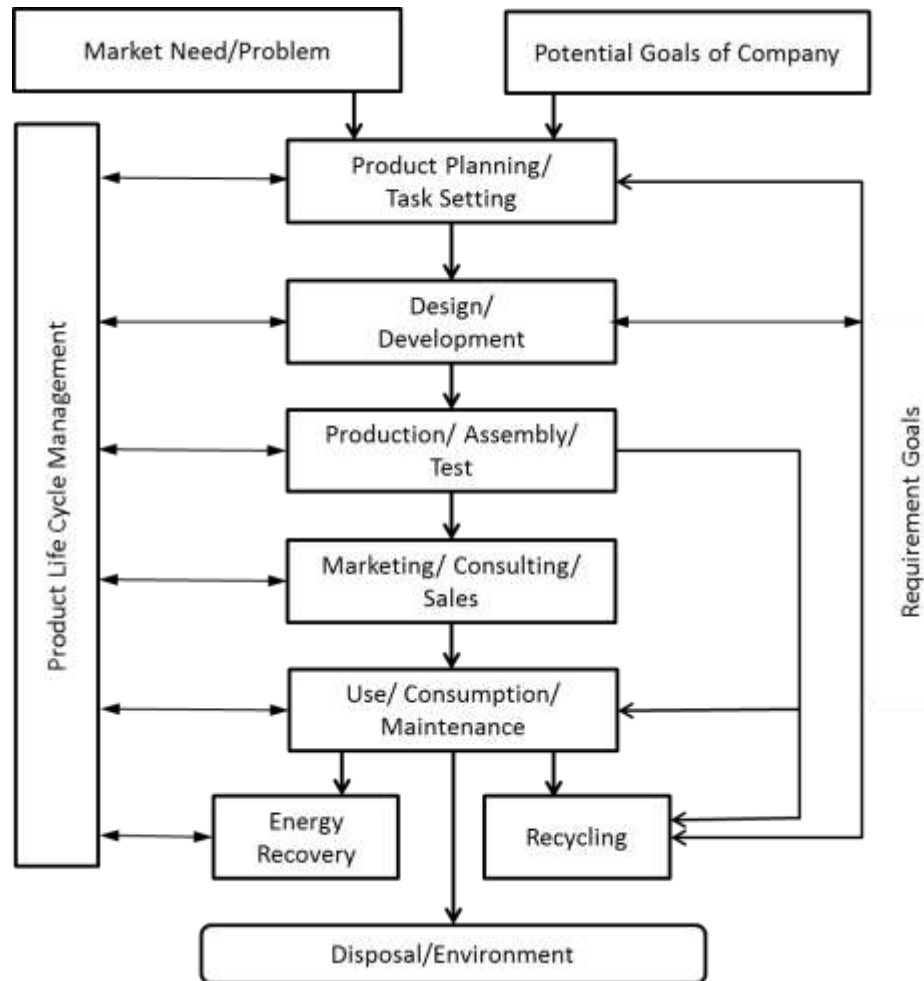 Market Need/Problem
Potential Goals of Company
Product Planning/
Task Setting
Design/
Development
Production/ Assembly/
Test
Marketing/ Consulting/
Sales
Use/ Consumption/
Maintenance
Energy
Recovery
Recycling
Disposal/Environment
Product Life Cycle Management
Requirement Goals